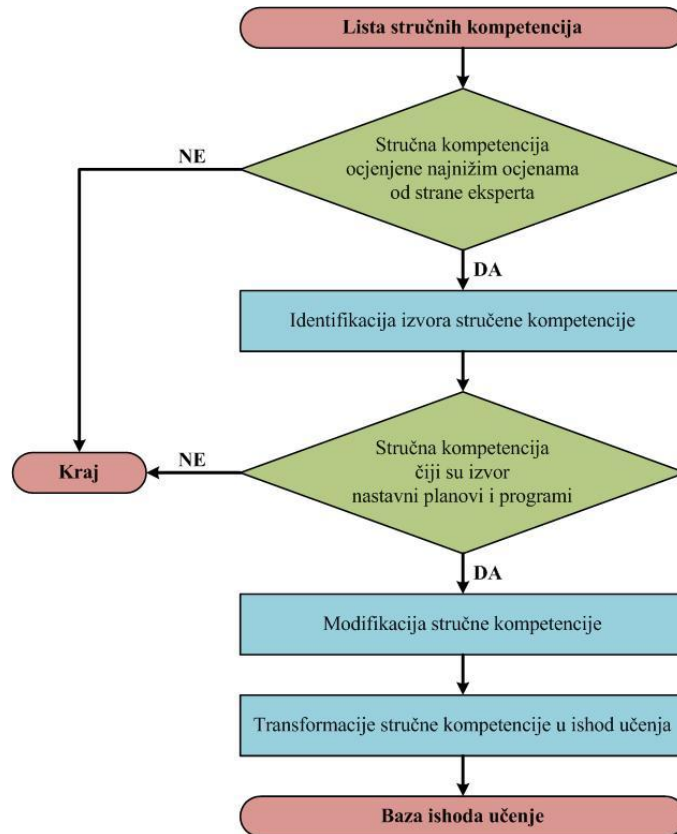 Lista stručnih kompetencija
NE
Stručna kompetencija
ocjenjene najnižim ocjenama
od strane eksperta
DA
Identifikacija izvora stručene kompetencije
Kraj
NE
Stručna kompetencija
čiji su izvor
nastavni planovi i programi
DA
Modifikacija stručne kompetencije
Transformacije stručne kompetencije u ishod učenja
Baza ishoda učenje